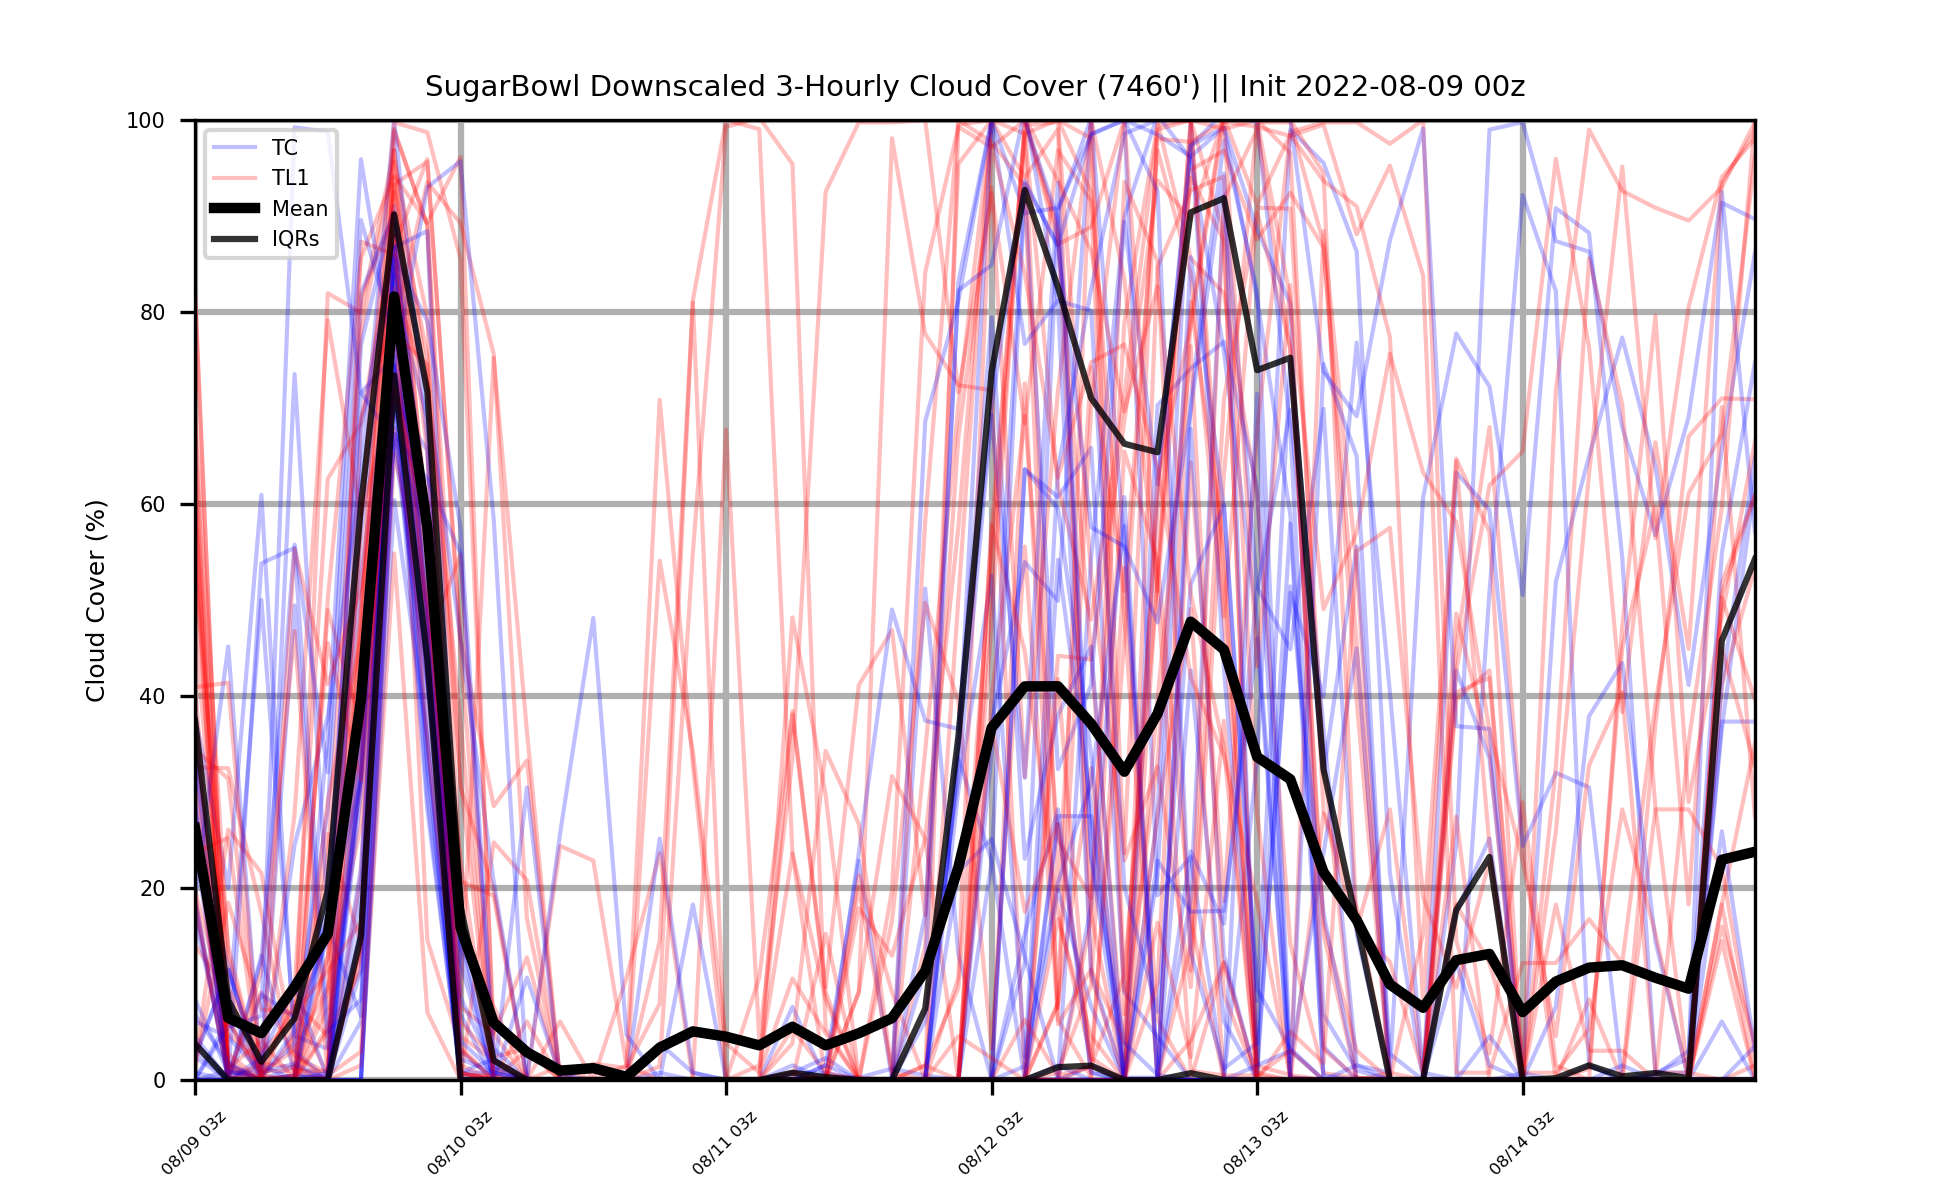 SugarBowl Downscaled 3-Hourly Cloud Cover (7460') || Init 2022-08-09 00z
100
80
60
40
20
0
Cloud Cover (%)
TC
TL1
Mean
IQRs
08/09 03z
08/10 03z
08/11 03z
08/12 03z
08/13 03z
08/14 03z